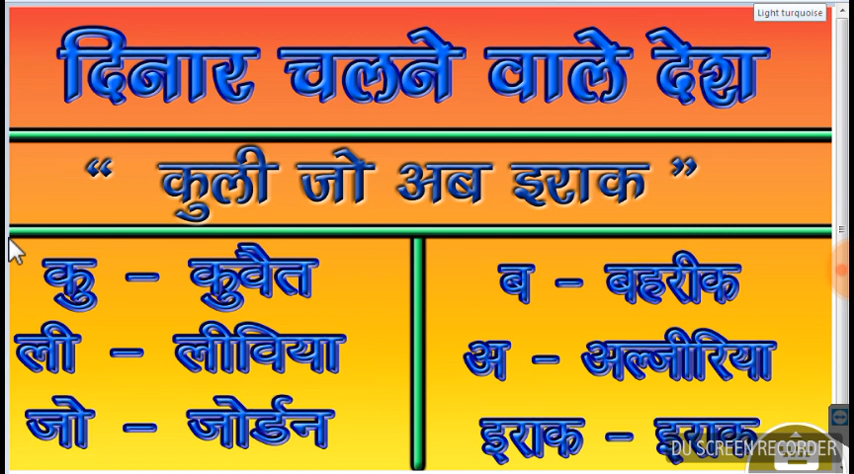 Light turquoise
दिनार चलने वाले देश
“ कुली जो अब इराक ”
कु – कुवैत
ली – लीविया
जो – जोर्डन
ब – बहरीक
अ – अल्जीरिया
इराक – इराक
DU SCREEN RECORDER